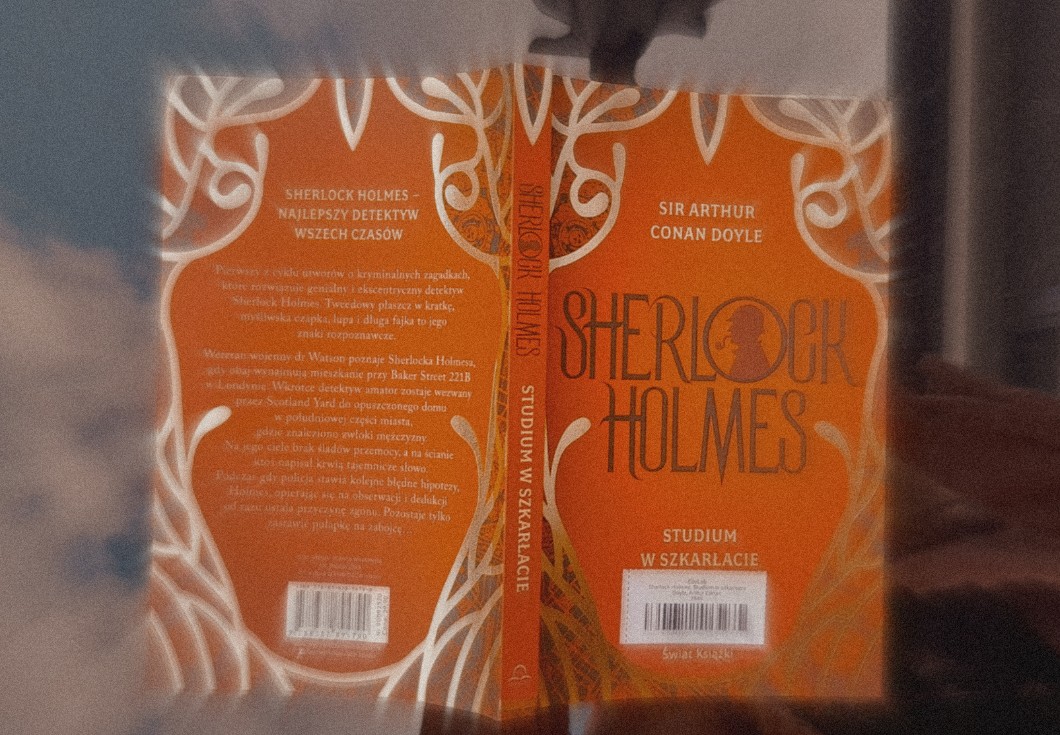 SHERLOCK HOLMES –
NAJLEPSZY DETEKTYW
WSZECH CZASÓW
Pierwszy z cyklu utworów o kryminalnych zagadkach,
które rozwiązuje genialny i ekscentryczny detektyw
Sherlock Holmes. Tweedowy płaszcz w kratkę,
myśliwska czapka, lupa i długa fajka to jego
znaki rozpoznawcze.
Weteran wojenny dr Watson poznaje Sherlocka Holmesa,
gdy obaj wynajmują mieszkanie przy Baker Street 221B
w Londynie. Wkrótce detektyw amator zostaje wezwany
przez Scotland Yard do opuszczonego domu
w południowej części miasta,
gdzie znaleziono zwłoki mężczyzny.
Na jego ciele brak śladów przemocy, a na ścianie
ktoś napisał krwią tajemnicze słowo.
Podczas gdy policja stawia kolejne błędne hipotezy,
Holmes, opierając się na obserwacji i dedukcji
od razu ustala przyczynę zgonu. Pozostaje tylko
zastawić pułapkę na zabójcę...
SHERLOCK HOLMES
STUDIUM W SZKARŁACIE
SIR ARTHUR
CONAN DOYLE
SHERLOCK
HOLMES
STUDIUM
W SZKARŁACIE
Świat Książki